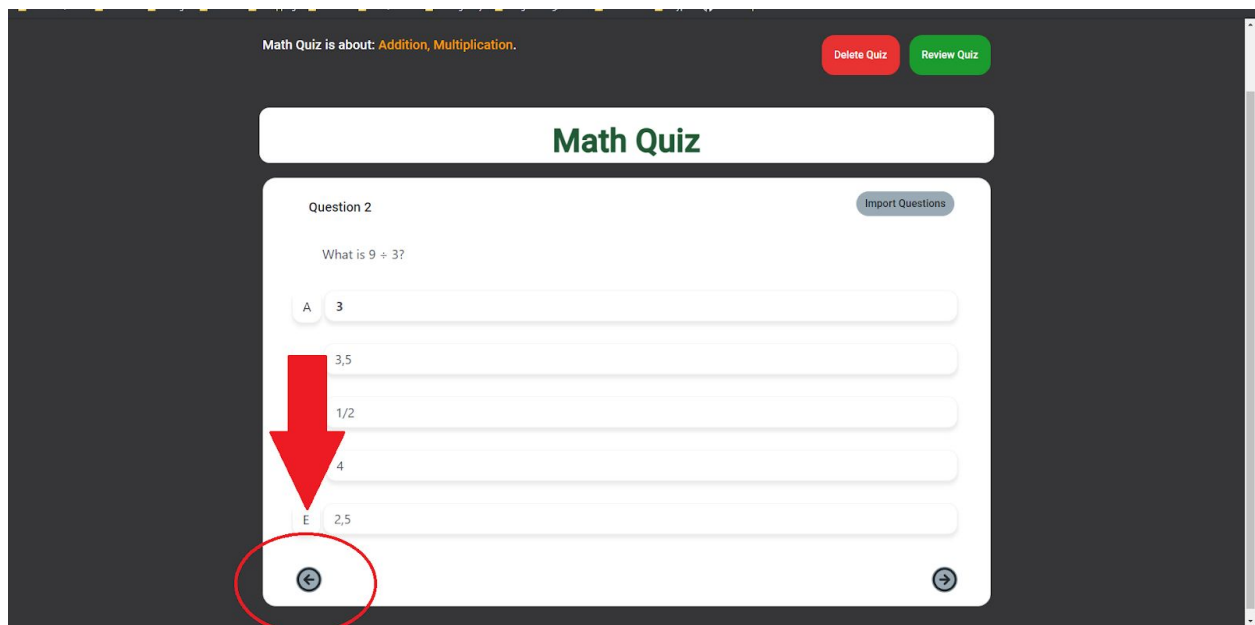 Math Quiz is about: Addition, Multiplication.
Delete Quiz
Review Quiz
Math Quiz
Question 2
Import Questions
What is 9 ÷ 3?
A 3
3,5
1/2
4
E 2,5